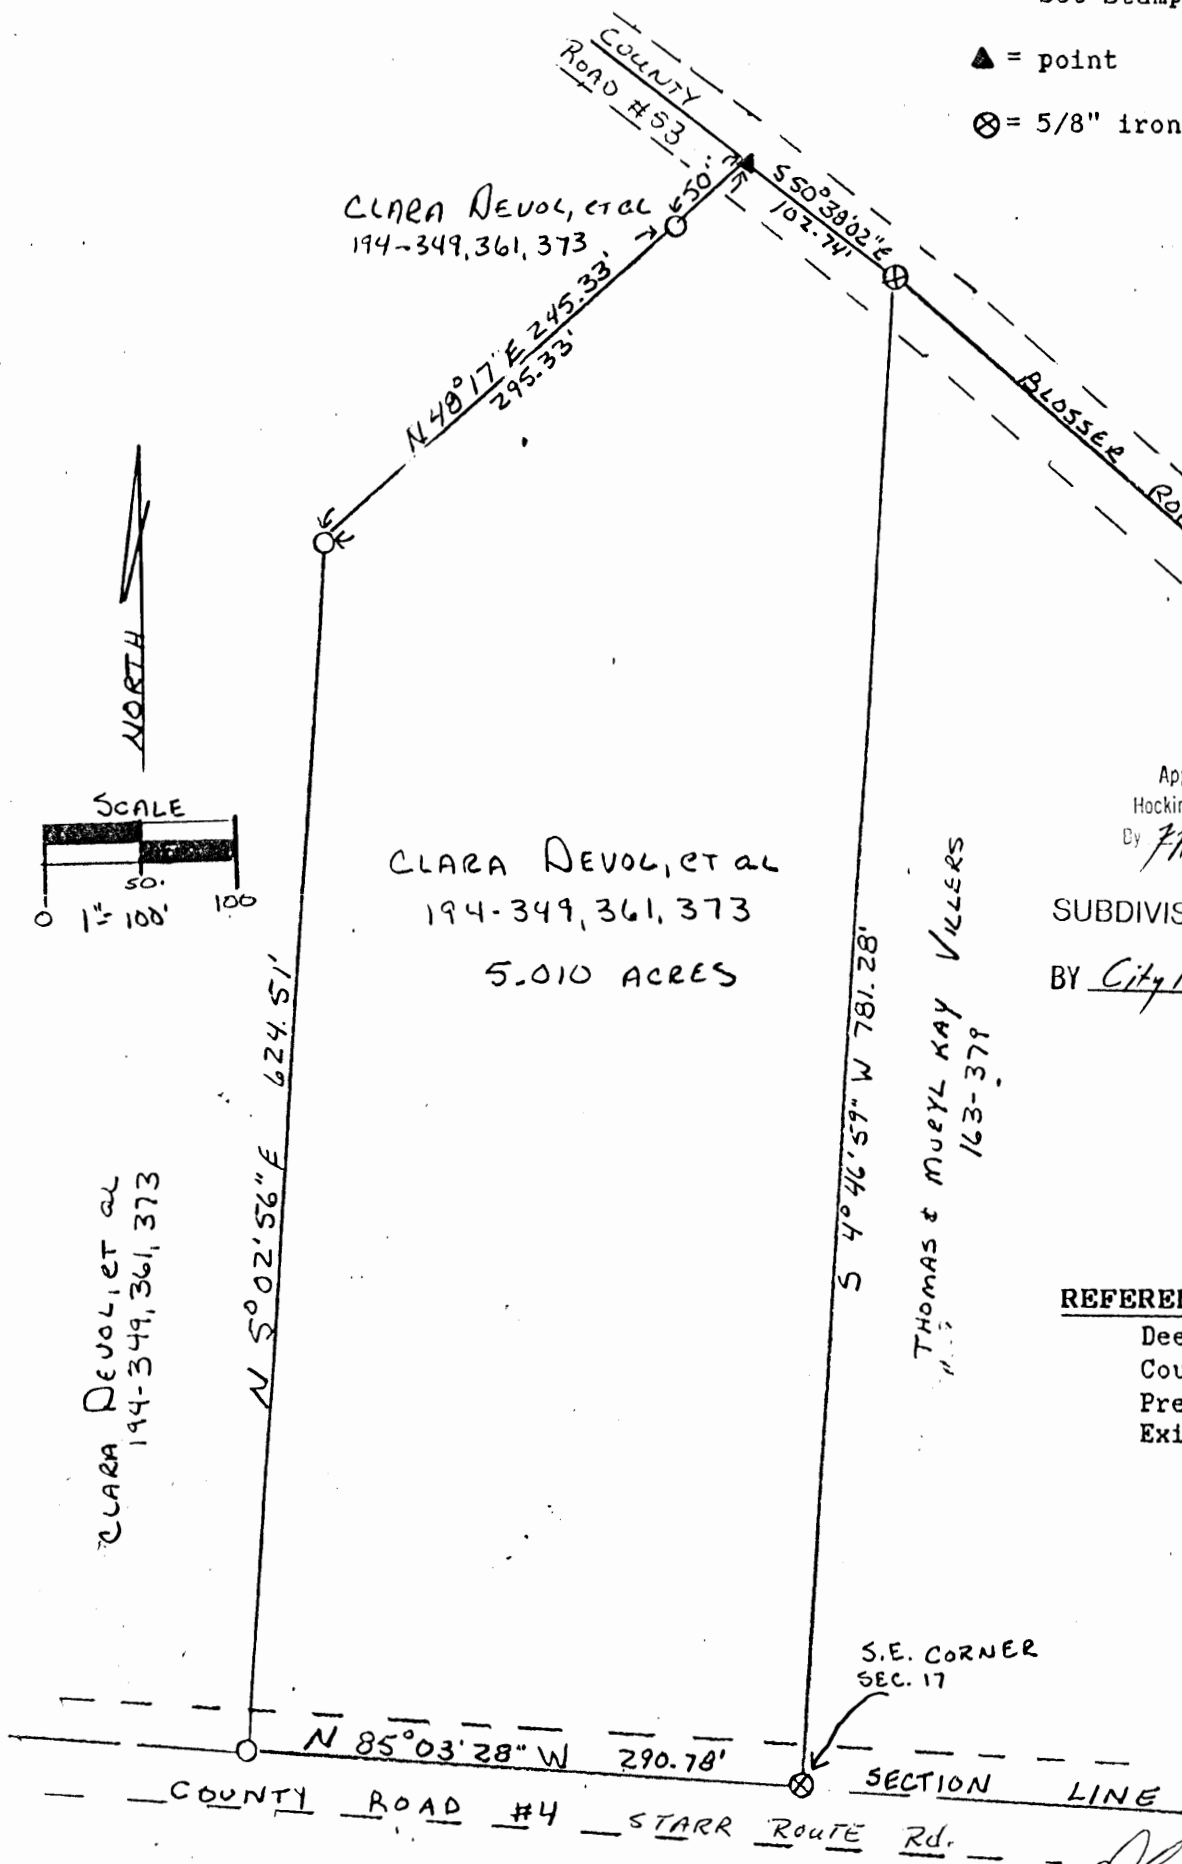 ▲ = point
⊗ = 5/8" iron
COUNTY
ROAD #53
50'
S50°38'02"E
102.74'
CLARA DEVOL, et al
194-349, 361, 373
N 48° 17' E 245.33'
295.33'
BLOSSER
NORTH
SCALE
0 50. 100
1"= 100'
CLARA DEVOL, ET AL
194-349, 361, 373
5.010 ACRES
N 5° 02' 56" E 624.51'
S 4° 46' 59" W 781.28'
THOMAS & MURYL KAY VILLERS
163-379
By
SUBDIVIS
BY City
CLARA DEVOL, ET AL
194-349, 361, 373
REFEREN
Dee
Cou
Pre
Exi
S.E. CORNER
SEC. 17
N 85° 03' 28" W 290.78'
SECTION LINE
COUNTY ROAD #4 STARR ROUTE Rd.